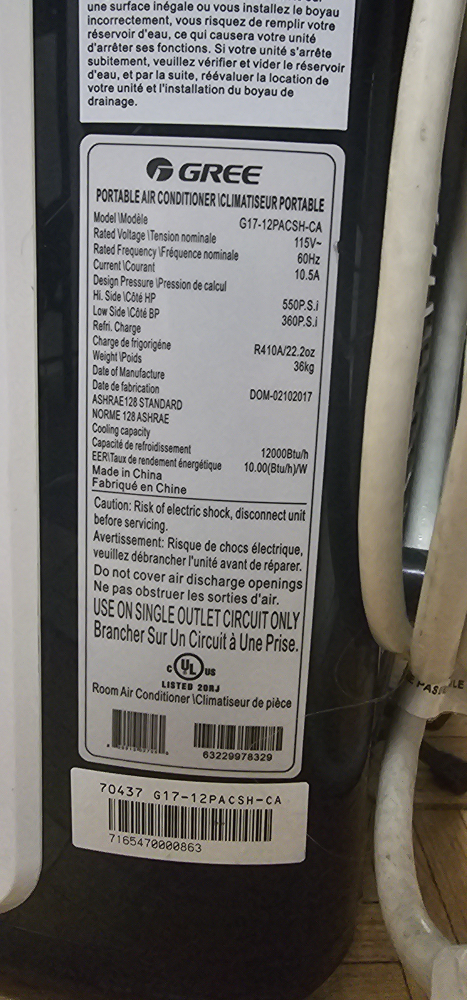 une surface inégale ou vous installez le boyau
incorrectement, vous risquez de remplir votre
réservoir d'eau, ce qui causera votre unité
d'arrêter ses fonctions. Si votre unité s'arrête
subitement, veuillez vérifier et vider le réservoir
d'eau, et par la suite, réévaluer la location de
votre unité et l'installation du boyau de
drainage.
GREE
PORTABLE AIR CONDITIONER \CLIMATISEUR PORTABLE
Model \Modèle G17-12PACSH-CA
Rated Voltage \Tension nominale 115V~
Rated Frequency \Fréquence nominale 60Hz
Current \Courant 10.5A
Design Pressure \Pression de calcul
Hi. Side \Côté HP 550P.S.i
Low Side \Côté BP 360P.S.i
Refri. Charge
Charge de frigorigéne R410A/22.2oz
Weight \Poids 36kg
Date of Manufacture
Date de fabrication DOM-02102017
ASHRAE128 STANDARD
NORME 128 ASHRAE
Cooling capacity
Capacité de refroidissement 12000Btu/h
EER\Taux de rendement énergétique 10.00(Btu/h)/W
Made in China
Fabriqué en Chine
Caution: Risk of electric shock, disconnect unit
before servicing.
Avertissement: Risque de chocs électrique,
veuillez débrancher l'unité avant de réparer.
Do not cover air discharge openings
Ne pas obstruer les sorties d'air.
USE ON SINGLE OUTLET CIRCUIT ONLY
Brancher Sur Un Circuit à Une Prise.
C UL US
LISTED 20RJ
Room Air Conditioner \Climatiseur de pièce
63229978329
70437 G17-12PACSH-CA
7165470000863